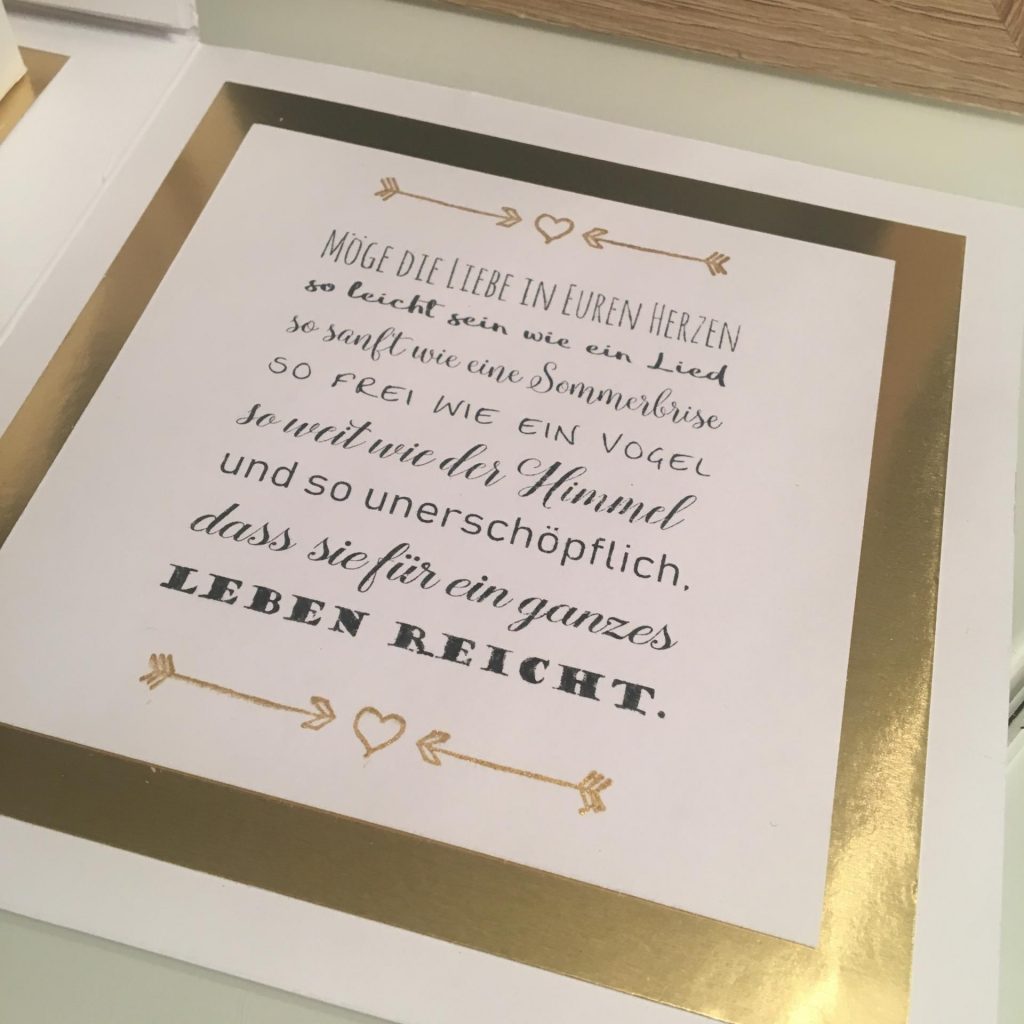 Möge die Liebe in Euren Herzen
so leicht sein wie ein Lied
so sanft wie eine Sommerbrise
SO FREI WIE EIN VOGEL
so weit wie der Himmel
und so unerschöpflich,
dass sie für ein ganzes
LEBEN REICHT.